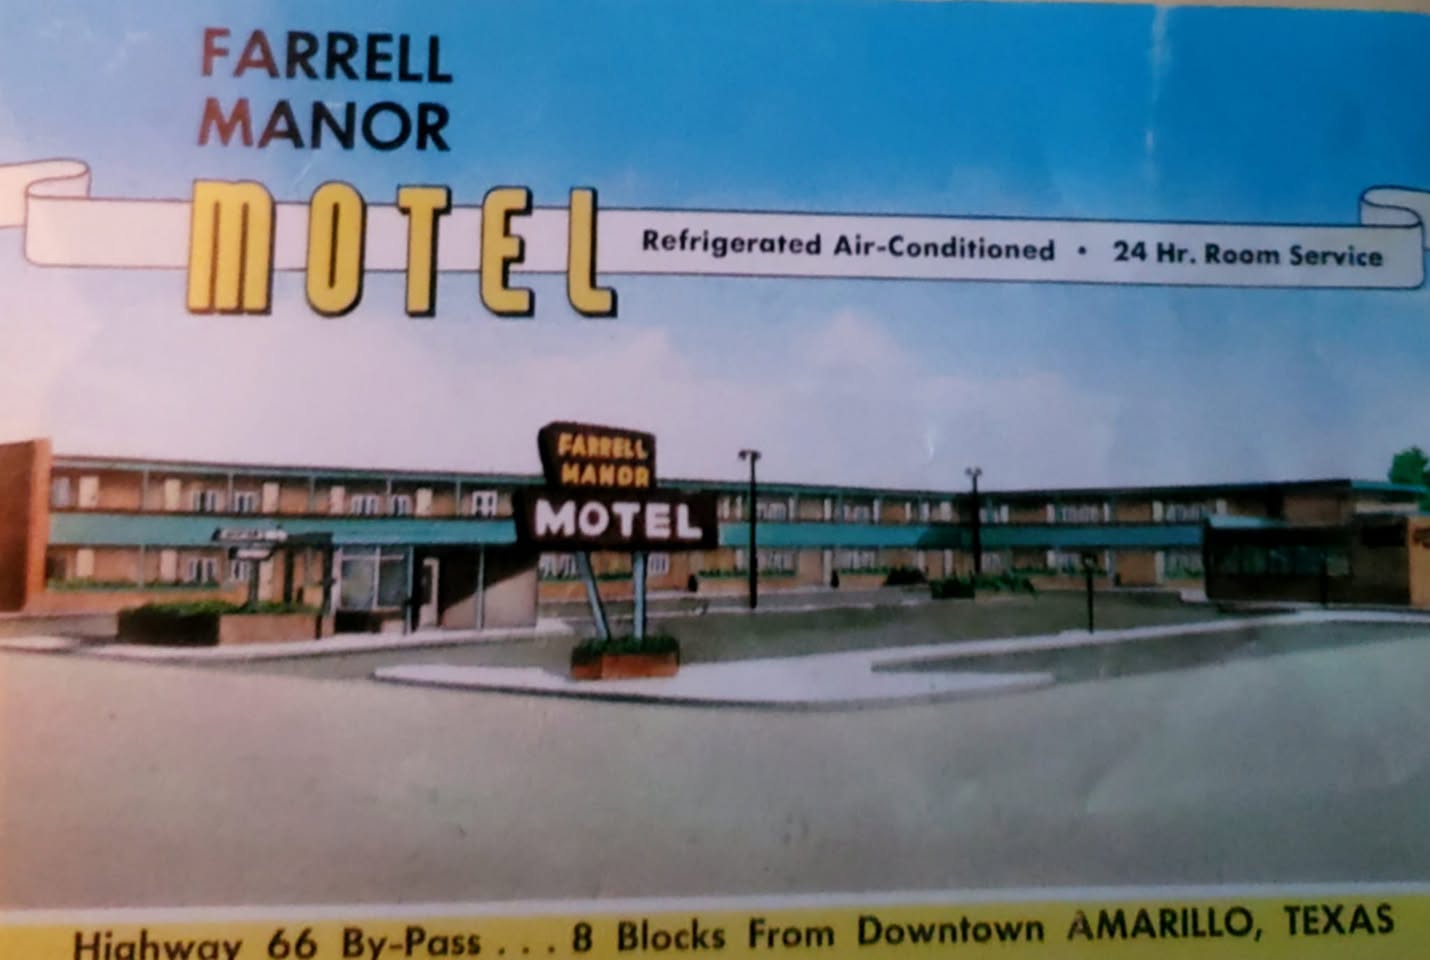 FARRELL
MANOR
MOTEL
Refrigerated Air-Conditioned • 24 Hr. Room Service
FARRELL
MANOR
MOTEL
Highway 66 By-Pass . . . 8 Blocks From Downtown AMARILLO, TEXAS